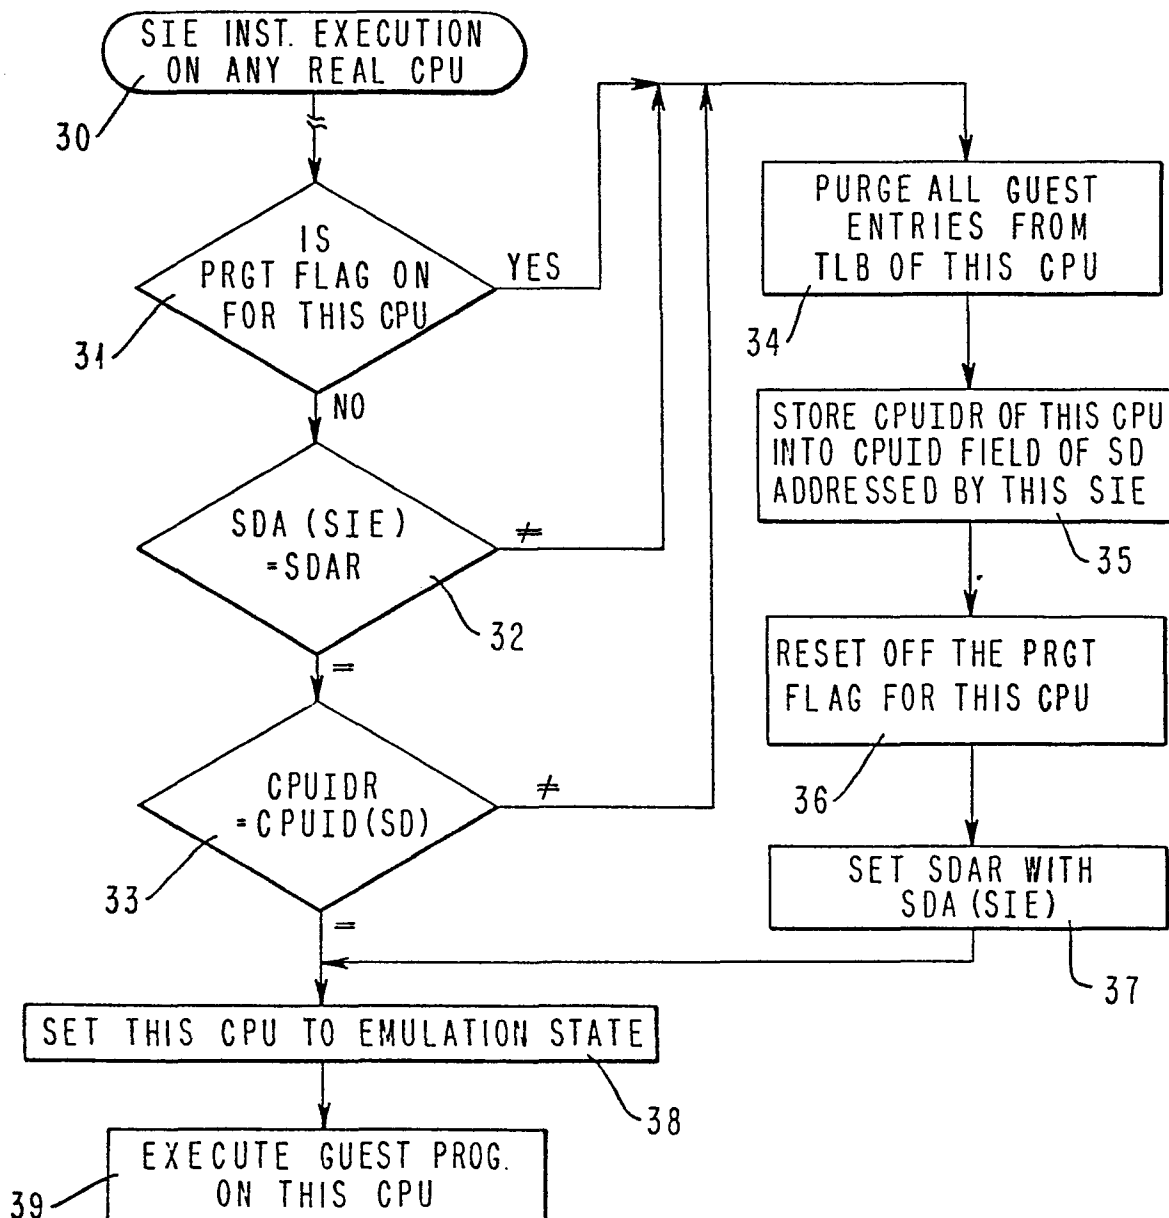 SIE INST. EXECUTION
ON ANY REAL CPU
30
IS
PRGT FLAG ON
FOR THIS CPU
YES
31
NO
SDA (SIE)
=SDAR
≠
32
=
CPUIDR
=CPUID(SD)
≠
33
=
PURGE ALL GUEST
ENTRIES FROM
TLB OF THIS CPU
34
STORE CPUIDR OF THIS CPU
INTO CPUID FIELD OF SD
ADDRESSED BY THIS SIE
35
RESET OFF THE PRGT
FLAG FOR THIS CPU
36
SET SDAR WITH
SDA (SIE)
37
SET THIS CPU TO EMULATION STATE
38
EXECUTE GUEST PROG.
ON THIS CPU
39